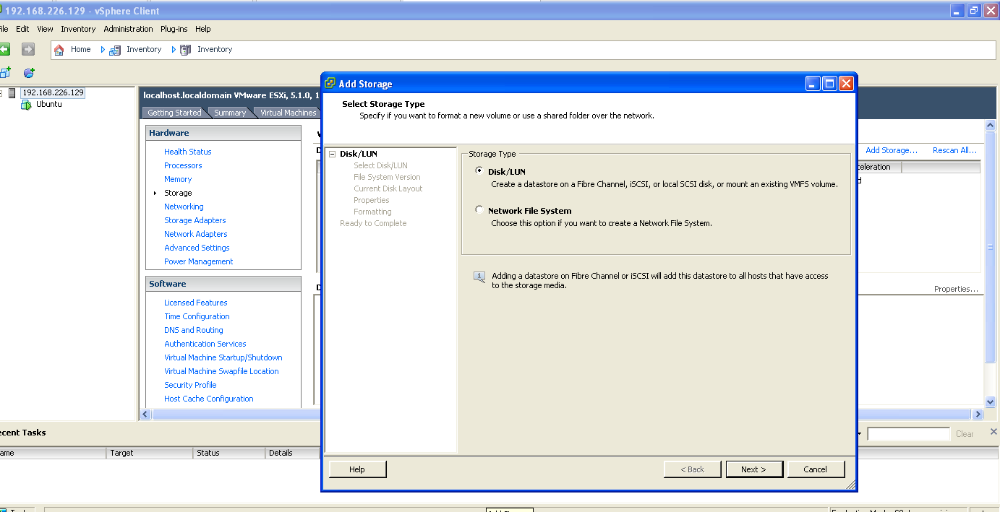 192.168.226.129 - vSphere Client
File Edit View Inventory Administration Plug-ins Help
Home Inventory Inventory
192.168.226.129
Ubuntu
localhost.localdomain VMware ESXi, 5.1.0, 1
Getting Started Summary Virtual Machines
Hardware
Health Status
Processors
Memory
Storage
Networking
Storage Adapters
Network Adapters
Advanced Settings
Power Management
Software
Licensed Features
Time Configuration
DNS and Routing
Authentication Services
Virtual Machine Startup/Shutdown
Virtual Machine Swapfile Location
Security Profile
Host Cache Configuration
Add Storage
Select Storage Type
Specify if you want to format a new volume or use a shared folder over the network.
Disk/LUN
Select Disk/LUN
File System Version
Current Disk Layout
Properties
Formatting
Ready to Complete
Storage Type
Disk/LUN
Create a datastore on a Fibre Channel, iSCSI, or local SCSI disk, or mount an existing VMFS volume.
Network File System
Choose this option if you want to create a Network File System.
Adding a datastore on Fibre Channel or iSCSI will add this datastore to all hosts that have access
to the storage media.
Help < Back Next > Cancel
Add Storage... Rescan All...
celeration
Properties...
ecent Tasks
Clear
ame Target Status Details